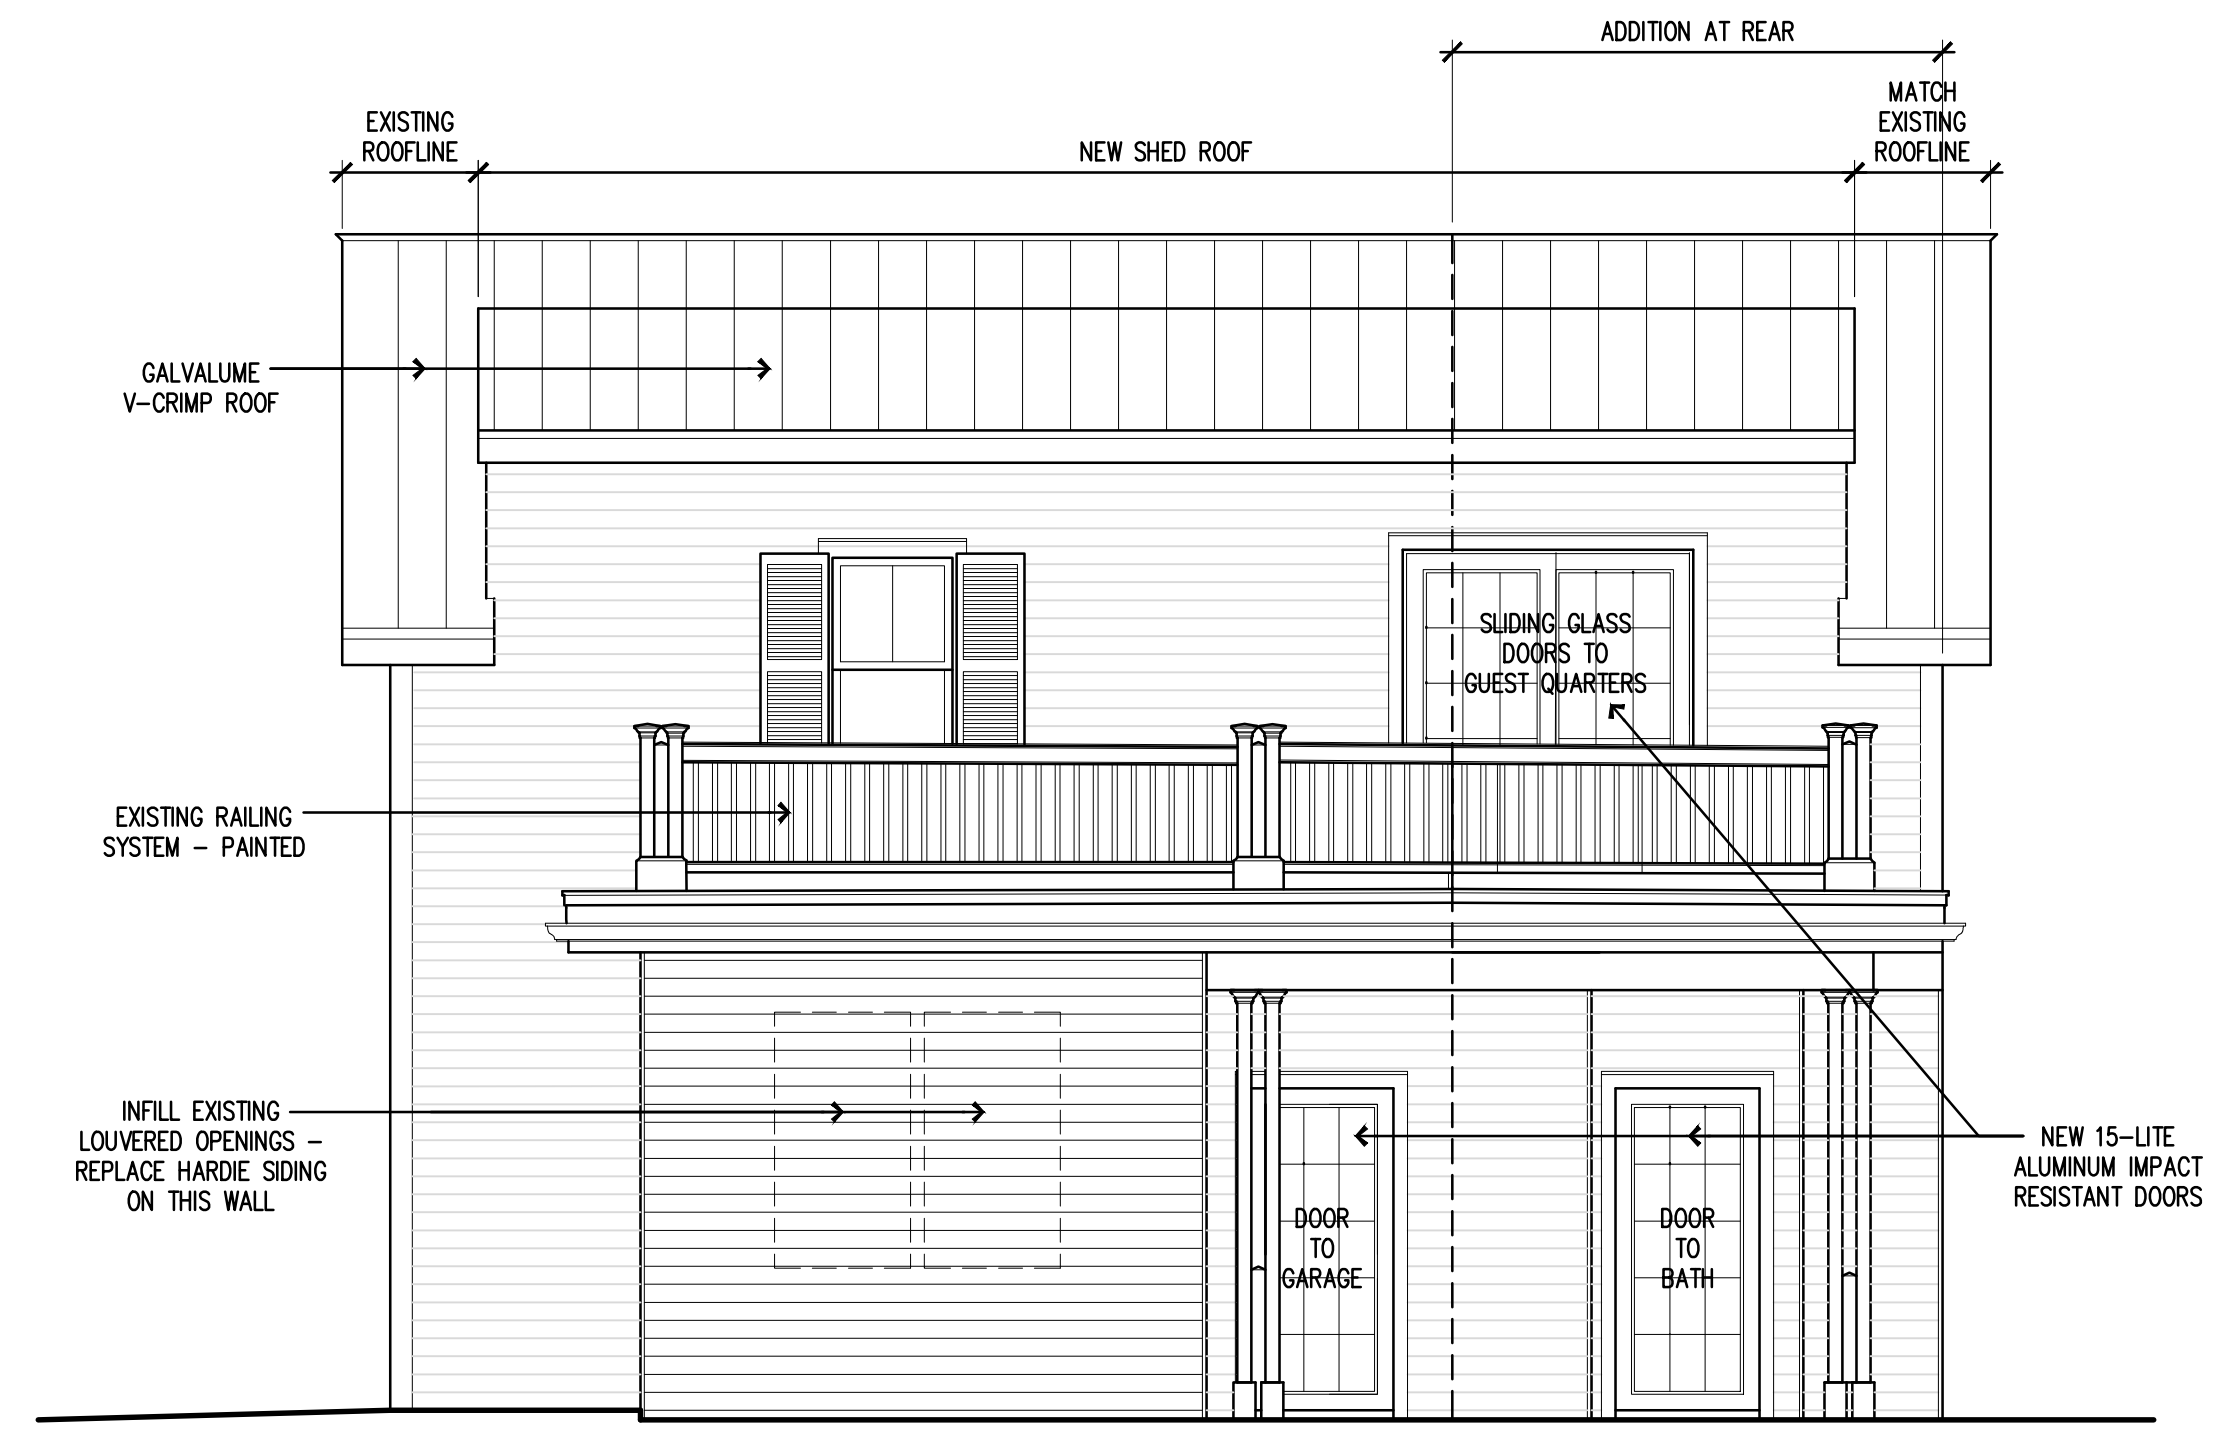 ADDITION AT REAR
EXISTING
ROOFLINE
NEW SHED ROOF
MATCH
EXISTING
ROOFLINE
GALVALUME
V-CRIMP ROOF
SLIDING GLASS
DOORS TO
GUEST QUARTERS
EXISTING RAILING
SYSTEM - PAINTED
INFILL EXISTING
LOUVERED OPENINGS -
REPLACE HARDIE SIDING
ON THIS WALL
DOOR
TO
GARAGE
DOOR
TO
BATH
NEW 15-LITE
ALUMINUM IMPACT
RESISTANT DOORS